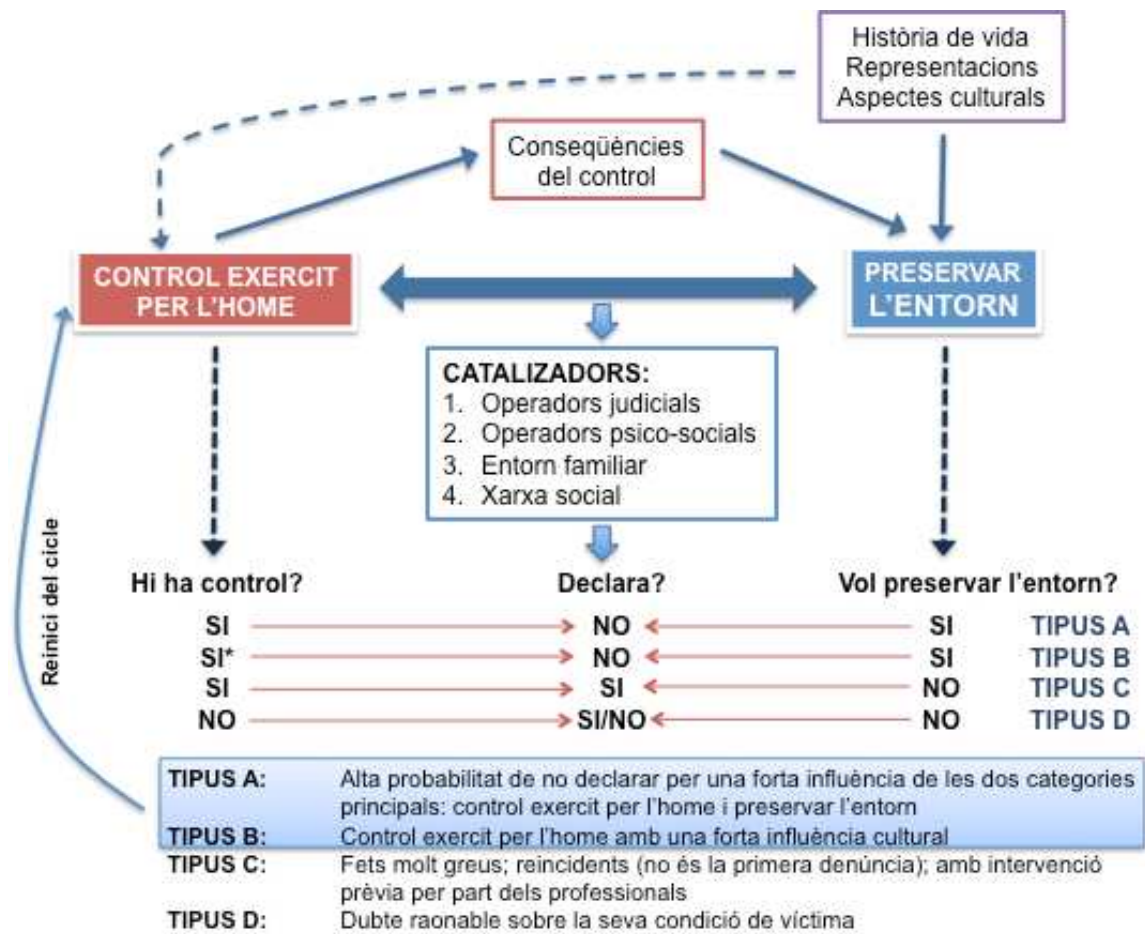 Història de vida
Representacions
Aspectes culturals
Conseqüències
del control
CONTROL EXERCIT
PER L'HOME
PRESERVAR
L'ENTORN
CATALIZADORS:
1. Operadors judicials
2. Operadors psico-socials
3. Entorn familiar
4. Xarxa social
Reinici del cicle
Hi ha control? Declara? Vol preservar l'entorn?
SI NO SI TIPUS A
SI* NO SI TIPUS B
SI SI NO TIPUS C
NO SI/NO NO TIPUS D
TIPUS A: Alta probabilitat de no declarar per una forta influència de les dos categories
principals: control exercit per l'home i preservar l'entorn
TIPUS B: Control exercit per l'home amb una forta influència cultural
TIPUS C: Fets molt greus; reincidents (no és la primera denúncia); amb intervenció
prèvia per part dels professionals
TIPUS D: Dubte raonable sobre la seva condició de víctima